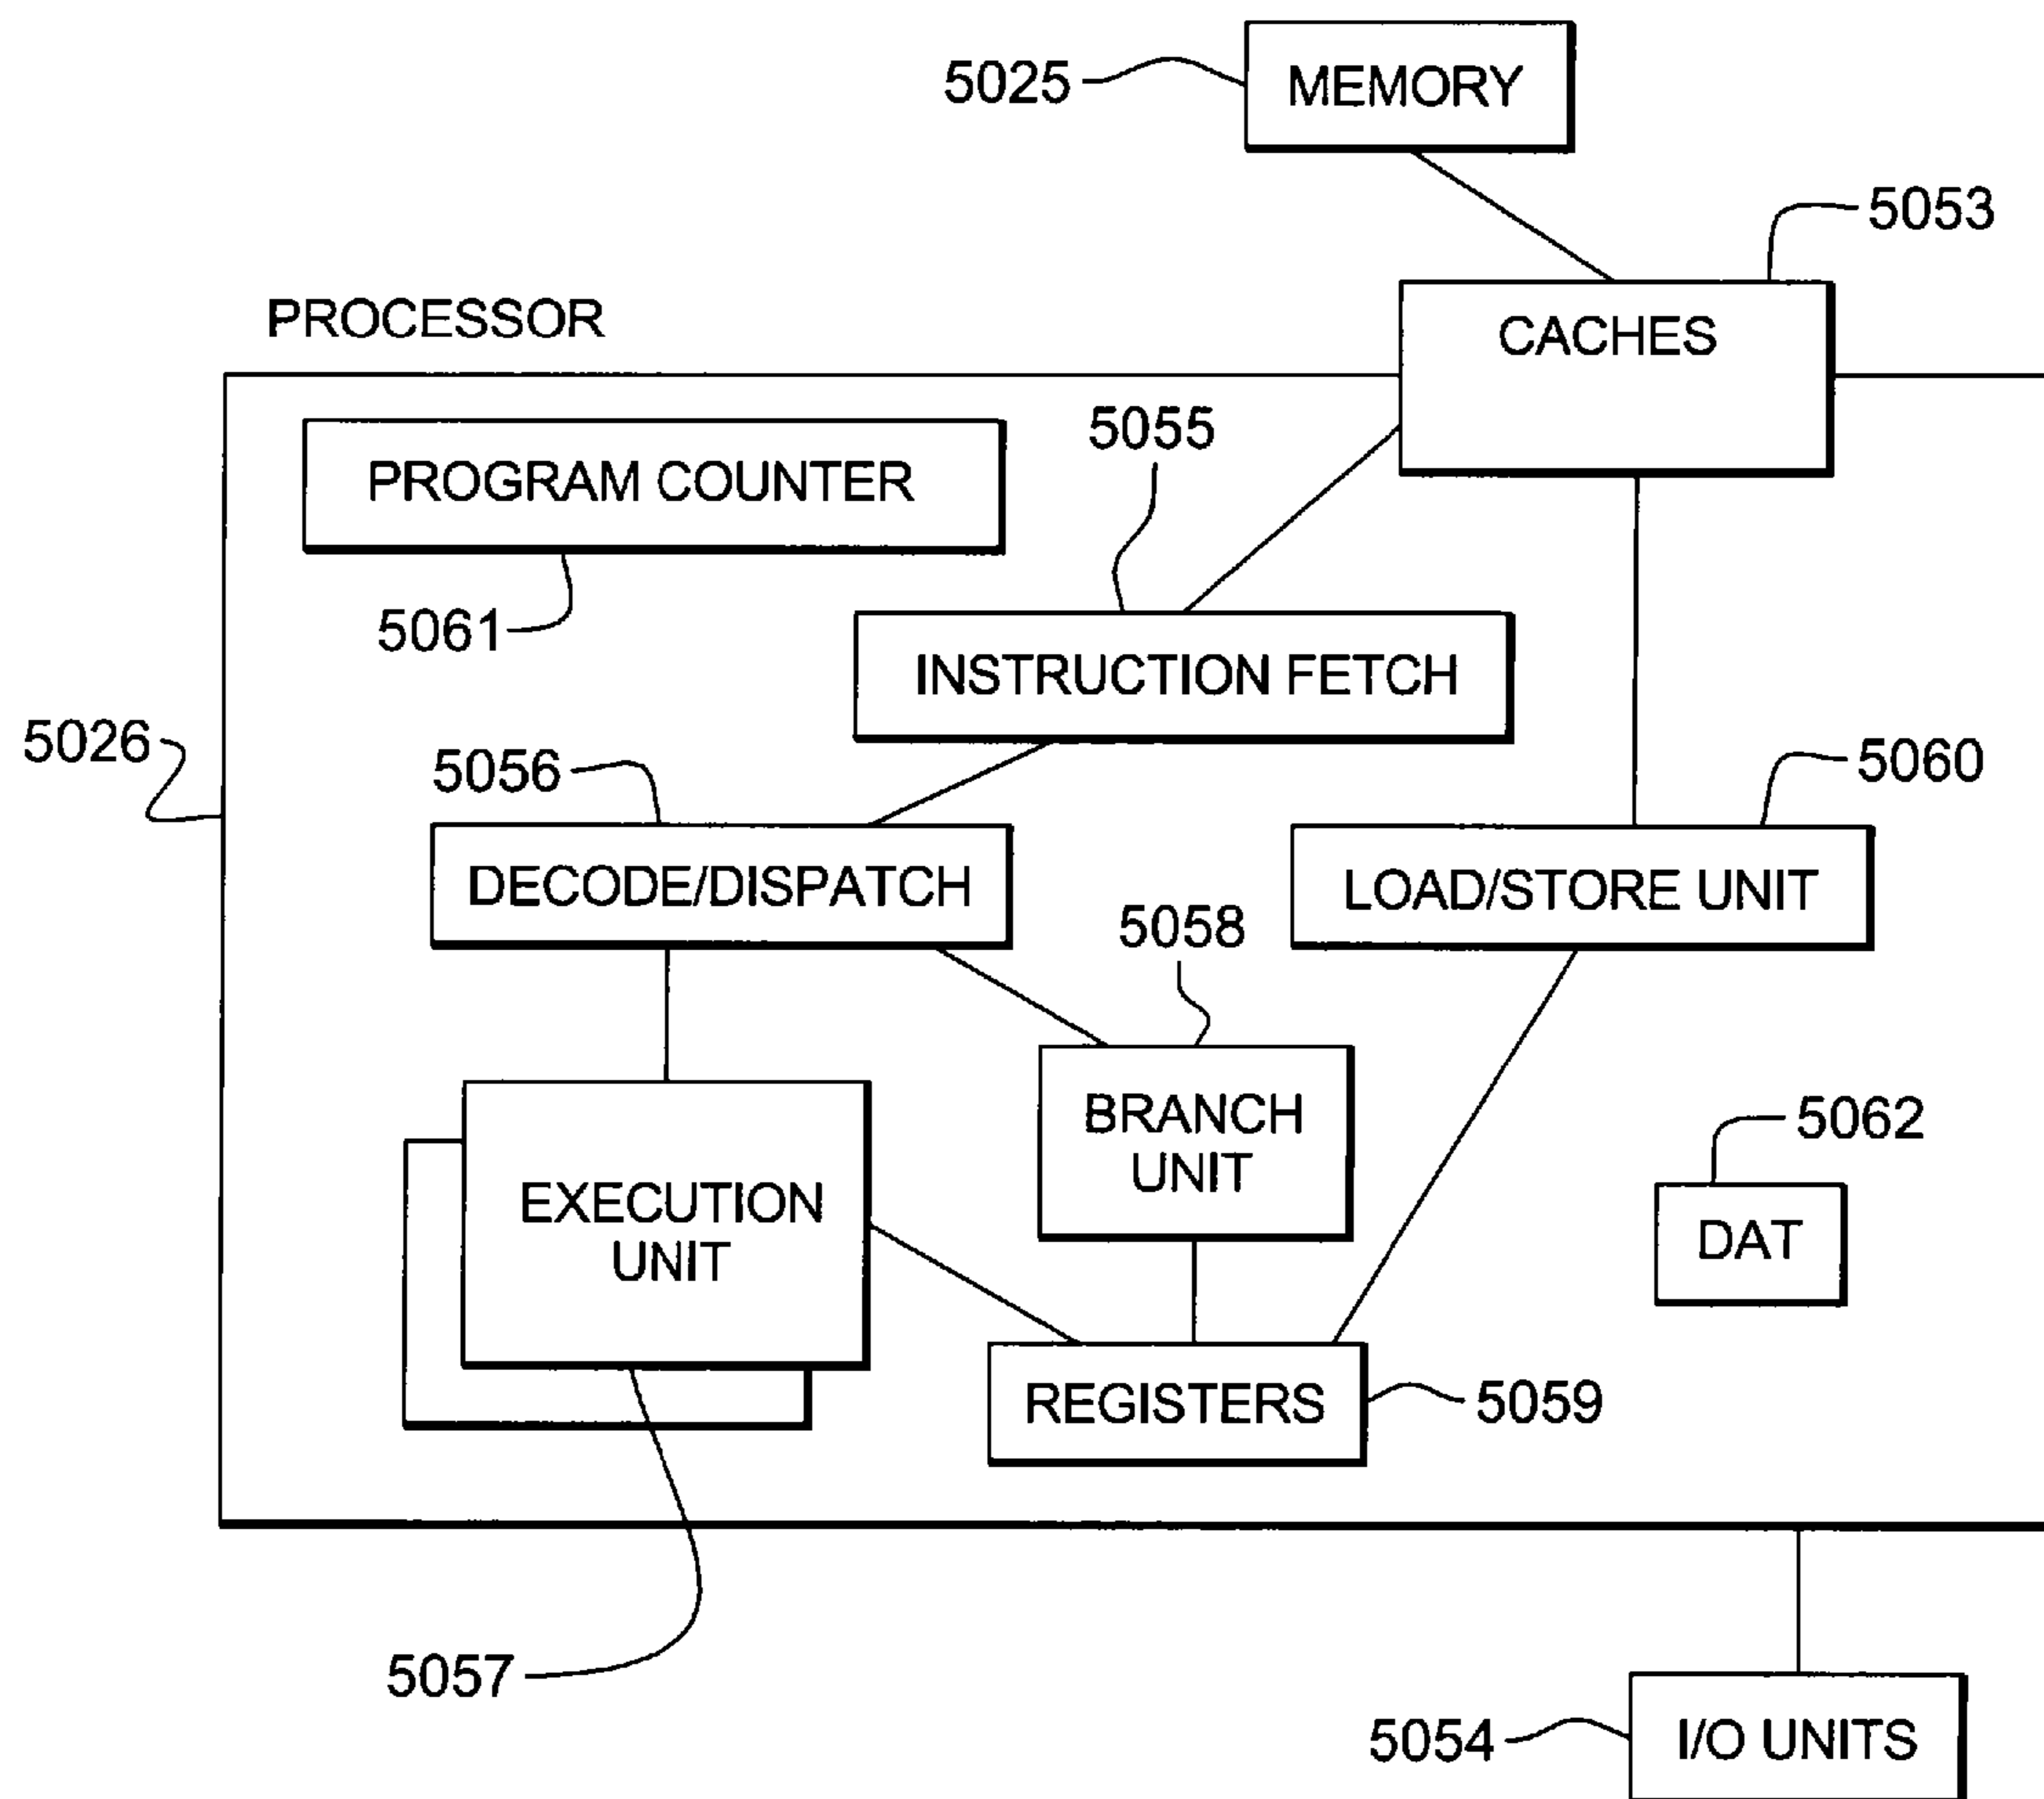 5025
MEMORY
5053
PROCESSOR
CACHES
5055
PROGRAM COUNTER
5061
INSTRUCTION FETCH
5026
5056
5060
DECODE/DISPATCH
LOAD/STORE UNIT
5058
BRANCH
UNIT
5062
EXECUTION
UNIT
DAT
REGISTERS
5059
5057
5054
I/O UNITS